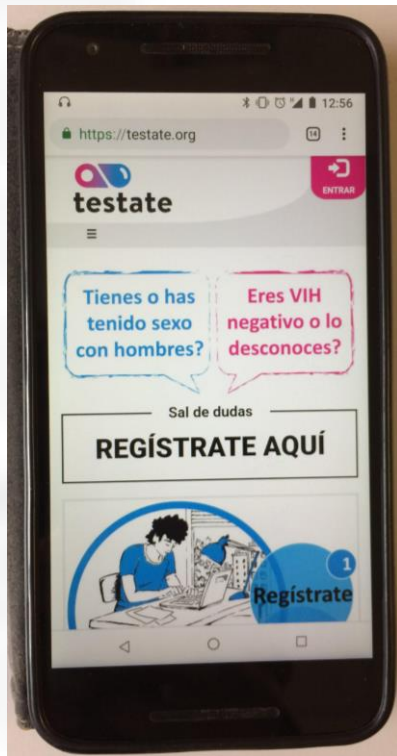 12:56
https://testate.org
14
testate
ENTRAR
Tienes o has
tenido sexo
con hombres?
Eres VIH
negativo o lo
desconoces?
Sal de dudas
REGÍSTRATE AQUÍ
1
Regístrate